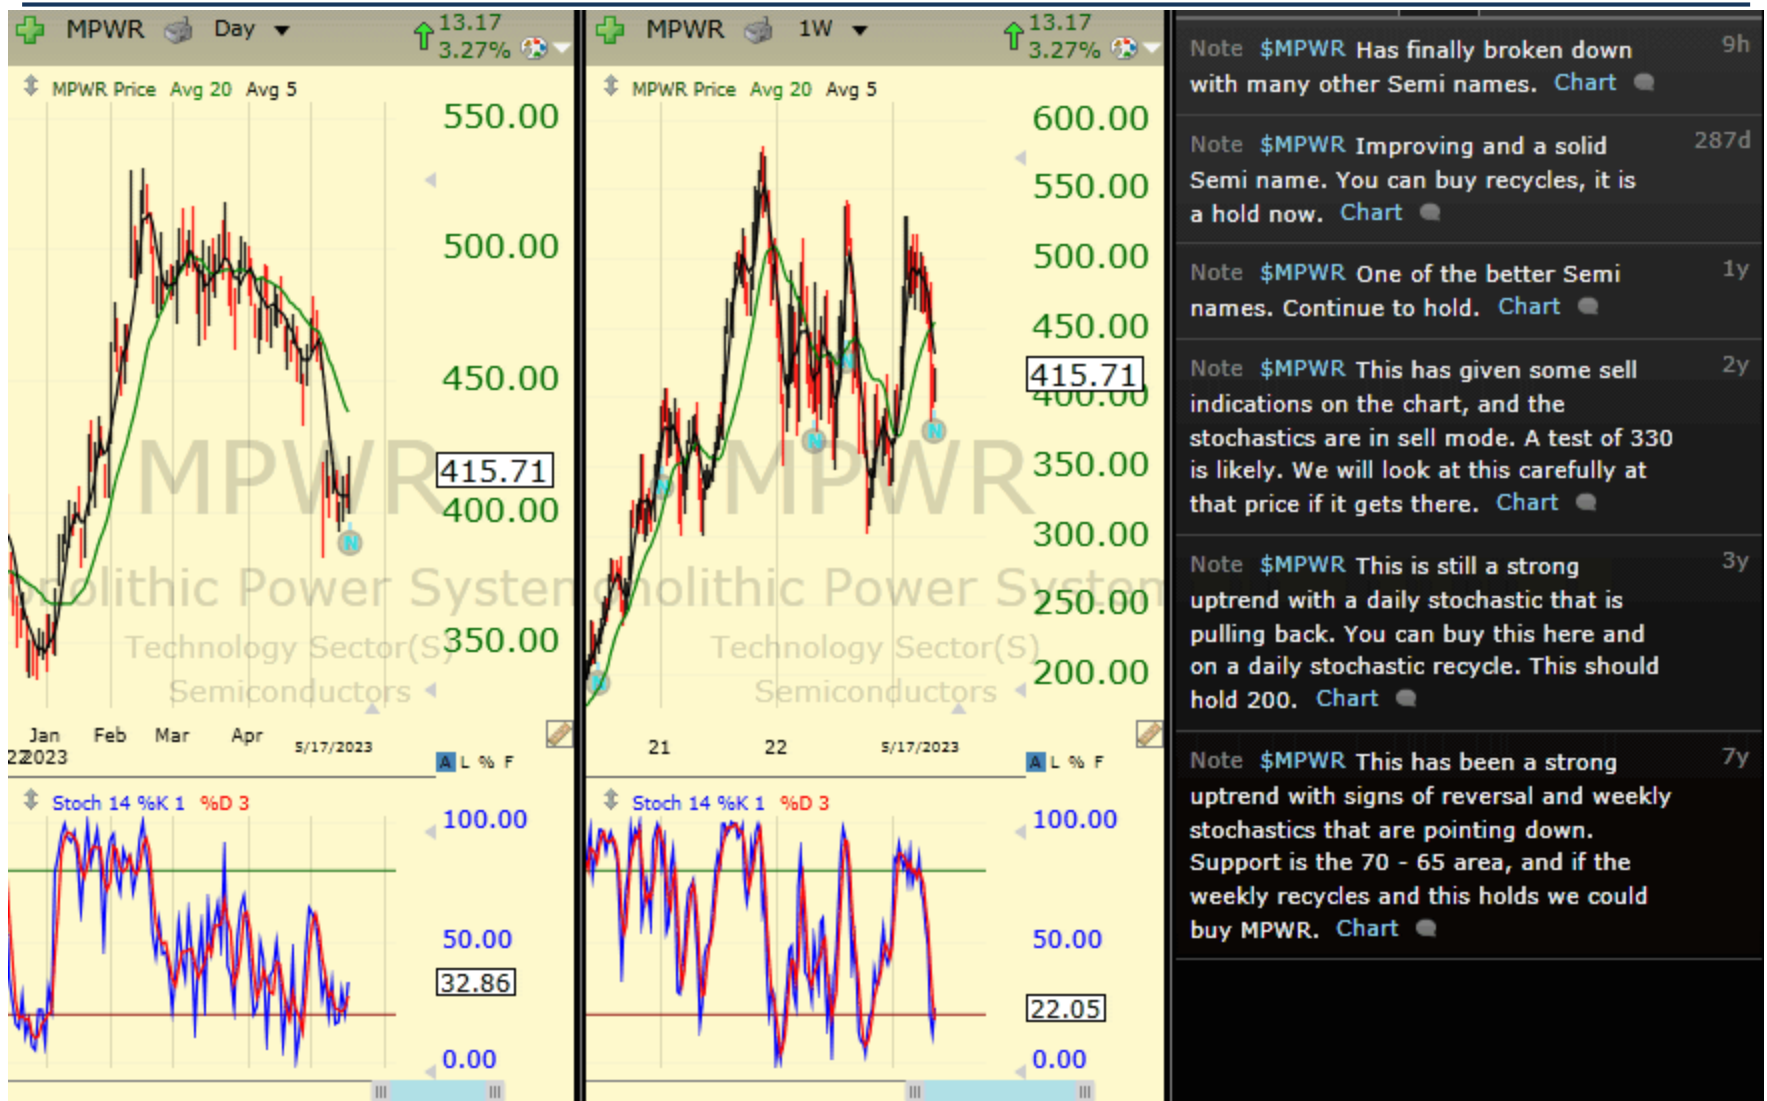 MPWR Day
13.17
3.27%
MPWR Price Avg 20 Avg 5
550.00
500.00
450.00
415.71
400.00
350.00
MPWR
Technology Sector(S)
Semiconductors
Jan Feb Mar Apr 5/17/2023
2023
A L % F
Stoch 14 %K 1 %D 3
100.00
50.00
32.86
0.00
N
MPWR 1W
13.17
3.27%
MPWR Price Avg 20 Avg 5
600.00
550.00
500.00
450.00
415.71
400.00
350.00
300.00
250.00
200.00
MPWR
Technology Sector(S)
Semiconductors
N
N
N
N
N
21 22 5/17/2023
A L % F
Stoch 14 %K 1 %D 3
100.00
50.00
22.05
0.00
Note $MPWR Has finally broken down 9h
with many other Semi names. Chart
Note $MPWR Improving and a solid 287d
Semi name. You can buy recycles, it is
a hold now. Chart
Note $MPWR One of the better Semi 1y
names. Continue to hold. Chart
Note $MPWR This has given some sell 2y
indications on the chart, and the
stochastics are in sell mode. A test of 330
is likely. We will look at this carefully at
that price if it gets there. Chart
Note $MPWR This is still a strong 3y
uptrend with a daily stochastic that is
pulling back. You can buy this here and
on a daily stochastic recycle. This should
hold 200. Chart
Note $MPWR This has been a strong 7y
uptrend with signs of reversal and weekly
stochastics that are pointing down.
Support is the 70 - 65 area, and if the
weekly recycles and this holds we could
buy MPWR. Chart